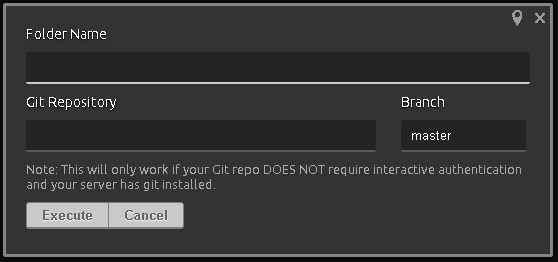 Folder Name
Git Repository Branch
master
Note: This will only work if your Git repo DOES NOT require interactive authentication
and your server has git installed.
Execute Cancel